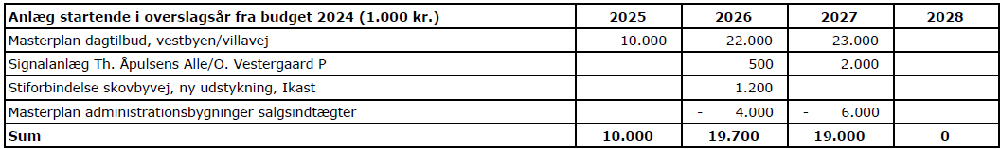 Anlæg startende i overslagsår fra budget 2024 (1.000 kr.) 2025 2026 2027 2028
Masterplan dagtilbud, vestbyen/villavej 10.000 22.000 23.000
Signalanlæg Th. Åpulsens Alle/O. Vestergaard P 500 2.000
Stiforbindelse skovbyvej, ny udstykning, Ikast 1.200
Masterplan administrationsbygninger salgsindtægter - 4.000 - 6.000
Sum 10.000 19.700 19.000 0